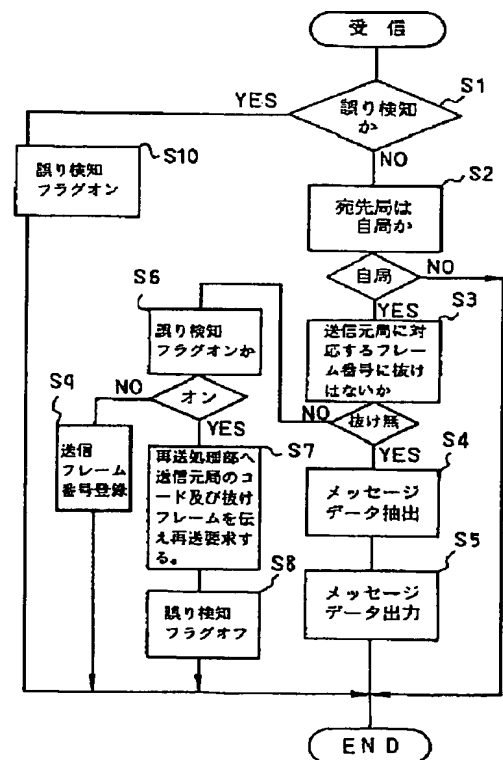 受信
S1
誤り検知
か
YES
NO
S10
誤り検知
フラグオン
S2
宛先局は
自局か
自局
NO
YES
S3
送信元局に対
応するフレー
ム番号に抜け
はないか
抜け無
NO
YES
S6
誤り検知
フラグオンか
オン
NO
YES
S9
送信
フレーム
番号登録
S7
再送処理部へ
送信元局のコ
ード及び抜け
フレームを伝
え再送要求す
る。
S8
誤り検知
フラグオフ
S4
メッセージ
データ抽出
S5
メッセージ
データ出力
END